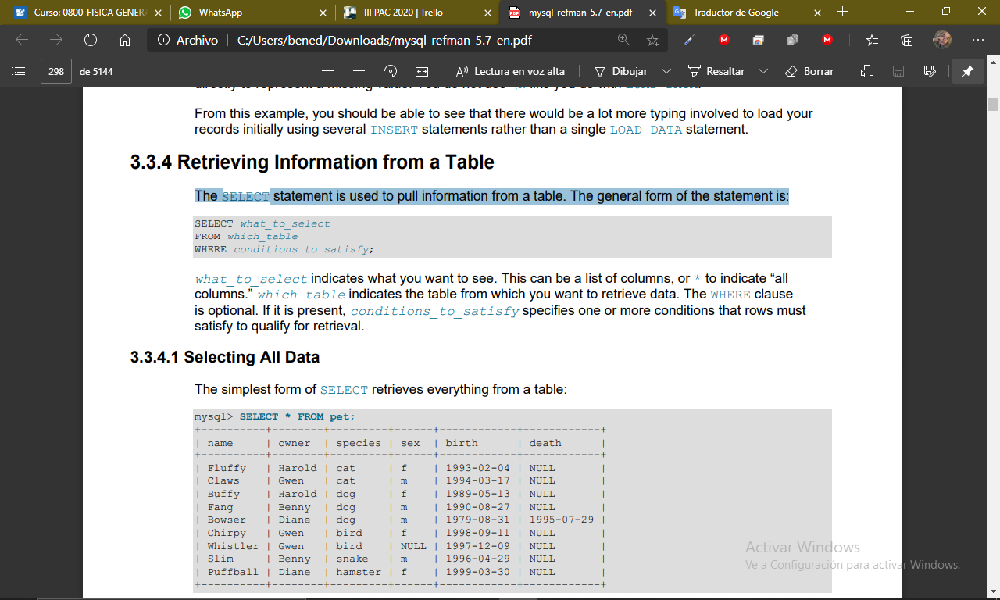 Curso: 0800-FISICA GENER
WhatsApp
III PAC 2020 | Trello
mysql-refman-5.7-en.pdf
Traductor de Google
Archivo
C:/Users/bened/Downloads/mysql-refman-5.7-en.pdf
298 de 5144
Lectura en voz alta
Dibujar
Resaltar
Borrar
From this example, you should be able to see that there would be a lot more typing involved to load your
records initially using several INSERT statements rather than a single LOAD DATA statement.
3.3.4 Retrieving Information from a Table
The SELECT statement is used to pull information from a table. The general form of the statement is:
SELECT what_to_select
FROM which_table
WHERE conditions_to_satisfy;
what_to_select indicates what you want to see. This can be a list of columns, or * to indicate “all
columns.” which_table indicates the table from which you want to retrieve data. The WHERE clause
is optional. If it is present, conditions_to_satisfy specifies one or more conditions that rows must
satisfy to qualify for retrieval.
3.3.4.1 Selecting All Data
The simplest form of SELECT retrieves everything from a table:
mysql> SELECT * FROM pet;
+----------+--------+---------+------+------------+------------+
| name     | owner  | species | sex  | birth      | death      |
+----------+--------+---------+------+------------+------------+
| Fluffy   | Harold | cat     | f    | 1993-02-04 | NULL       |
| Claws    | Gwen   | cat     | m    | 1994-03-17 | NULL       |
| Buffy    | Harold | dog     | f    | 1989-05-13 | NULL       |
| Fang     | Benny  | dog     | m    | 1990-08-27 | NULL       |
| Bowser   | Diane  | dog     | m    | 1979-08-31 | 1995-07-29 |
| Chirpy   | Gwen   | bird    | f    | 1998-09-11 | NULL       |
| Whistler | Gwen   | bird    | NULL | 1997-12-09 | NULL       |
| Slim     | Benny  | snake   | m    | 1996-04-29 | NULL       |
| Puffball | Diane  | hamster | f    | 1999-03-30 | NULL       |
+----------+--------+---------+------+------------+------------+
Activar Windows
Ve a Configuración para activar Windows.